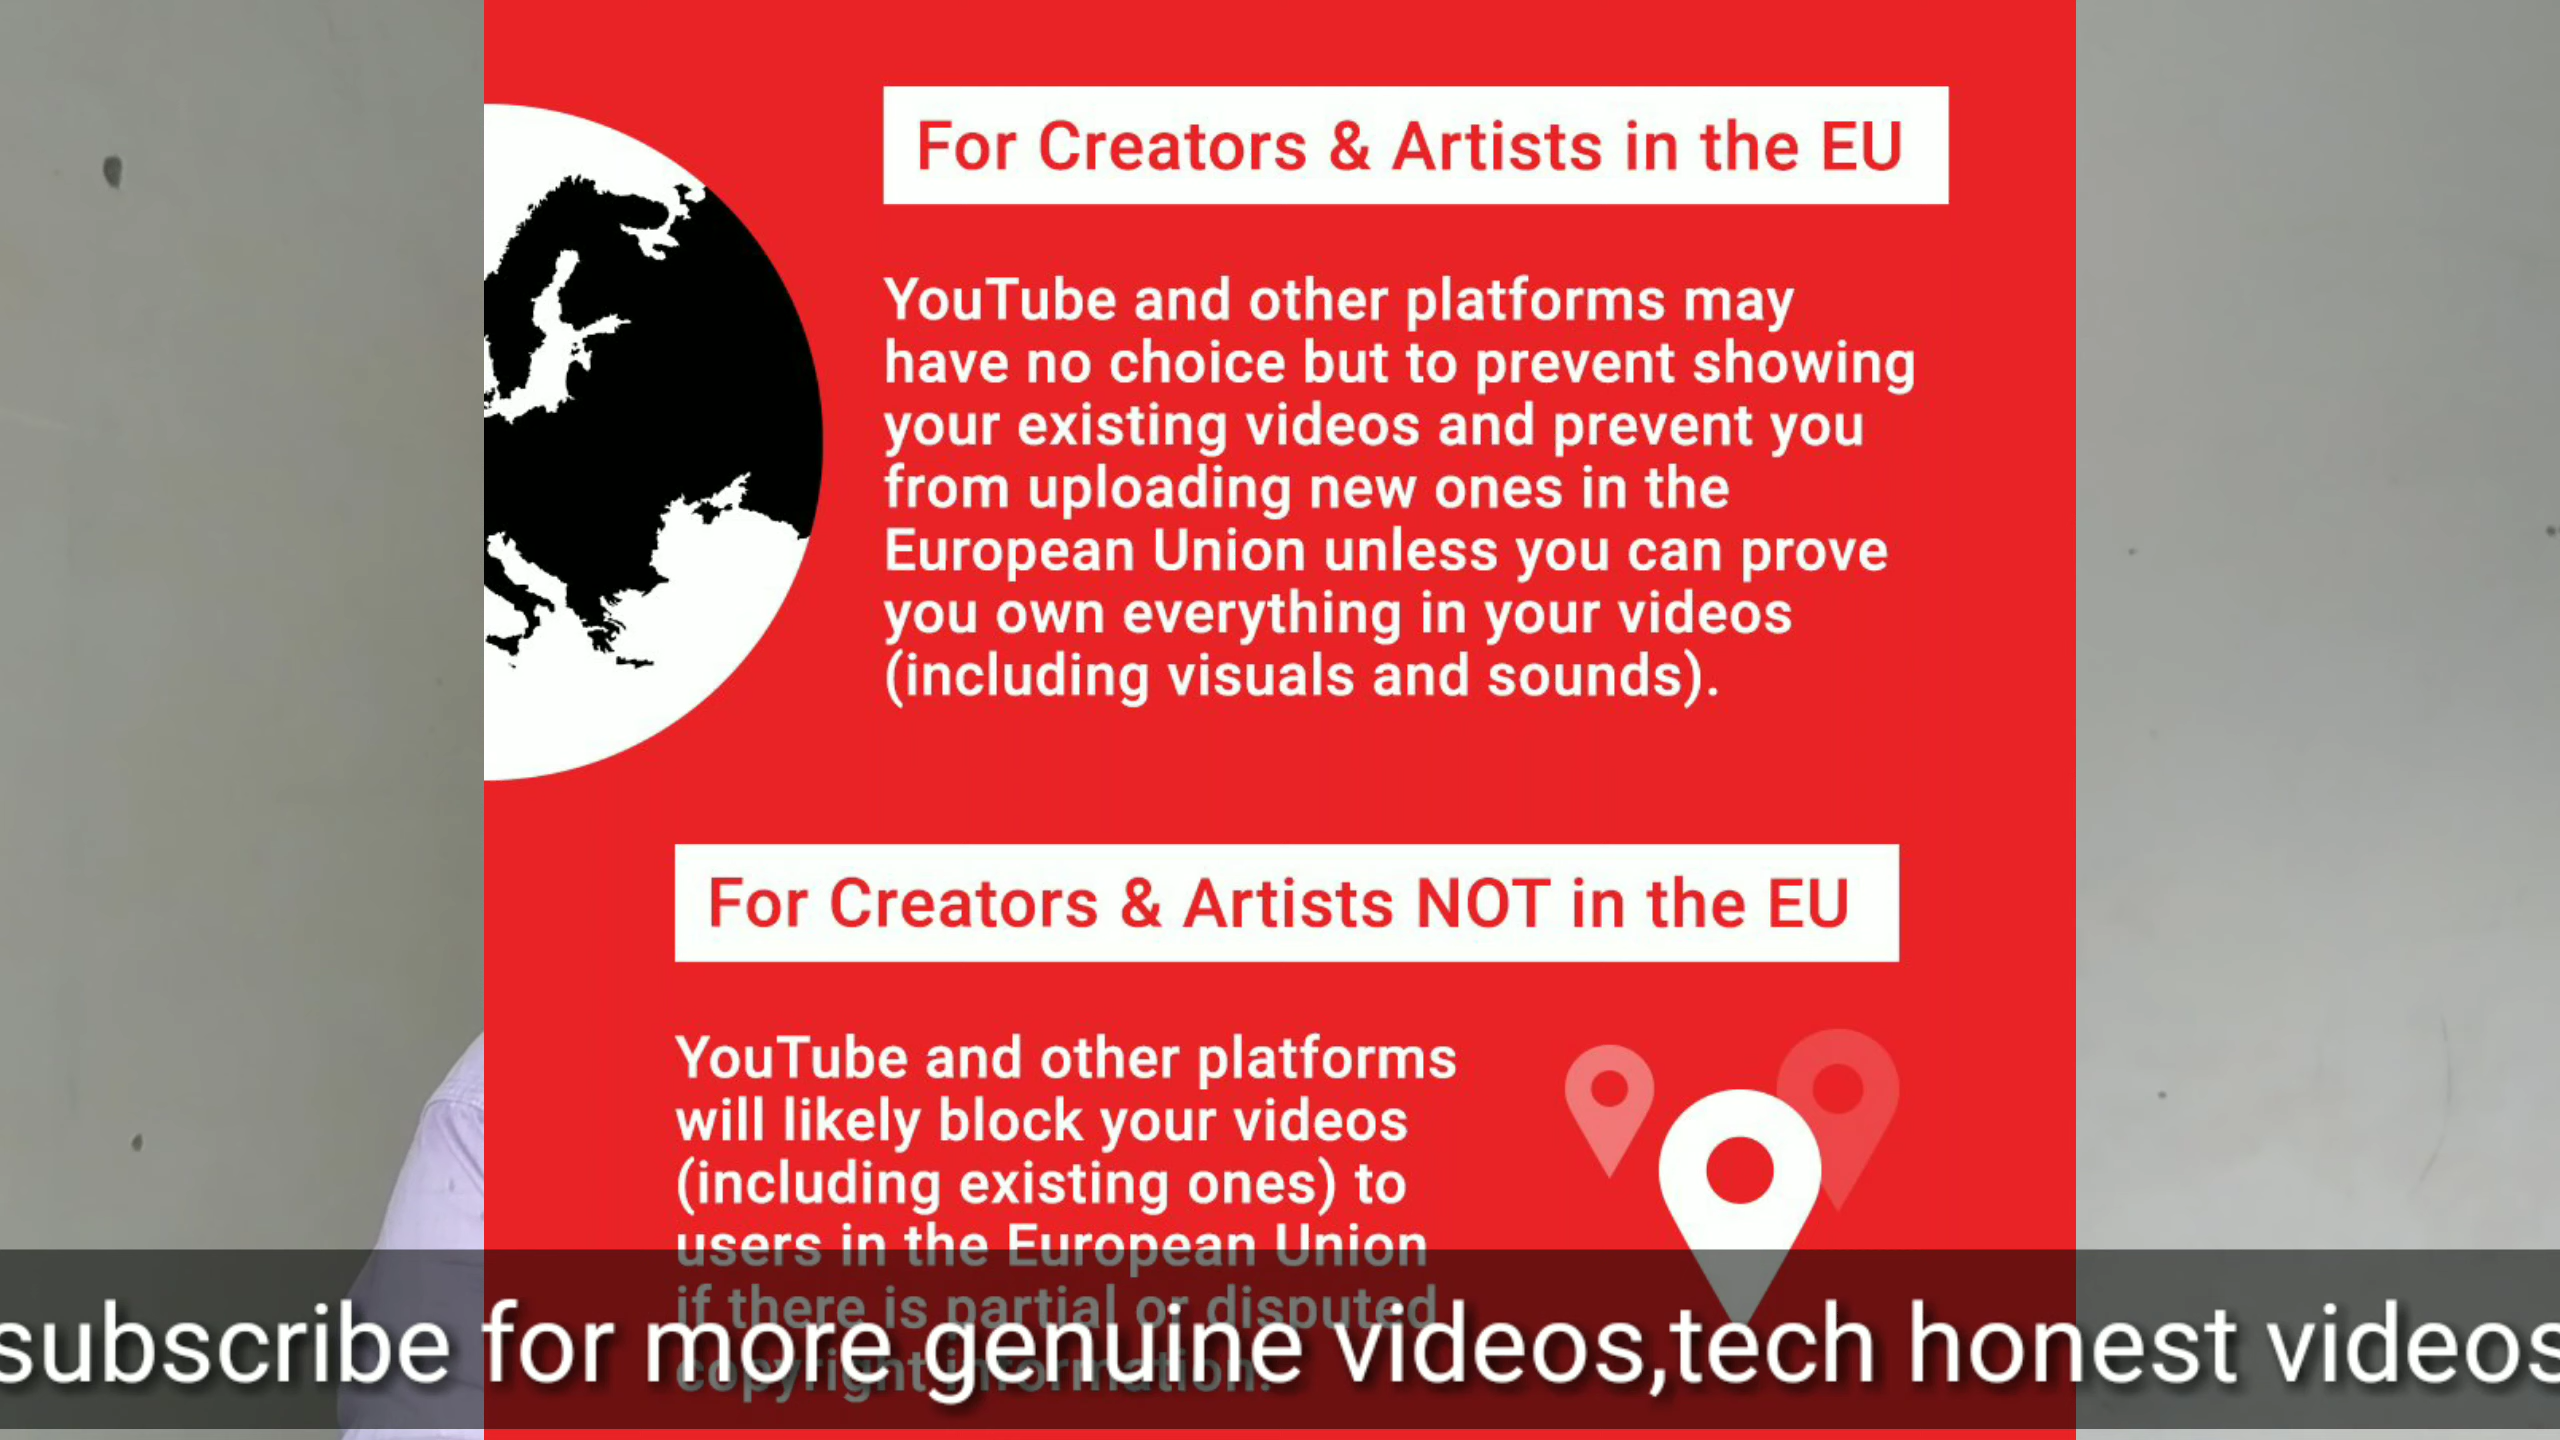 For Creators & Artists in the EU
YouTube and other platforms may
have no choice but to prevent showing
your existing videos and prevent you
from uploading new ones in the
European Union unless you can prove
you own everything in your videos
(including visuals and sounds).
For Creators & Artists NOT in the EU
YouTube and other platforms
will likely block your videos
(including existing ones) to
users in the European Union
if there is partial or disputed
copyright information.
subscribe for more genuine videos,tech honest videos